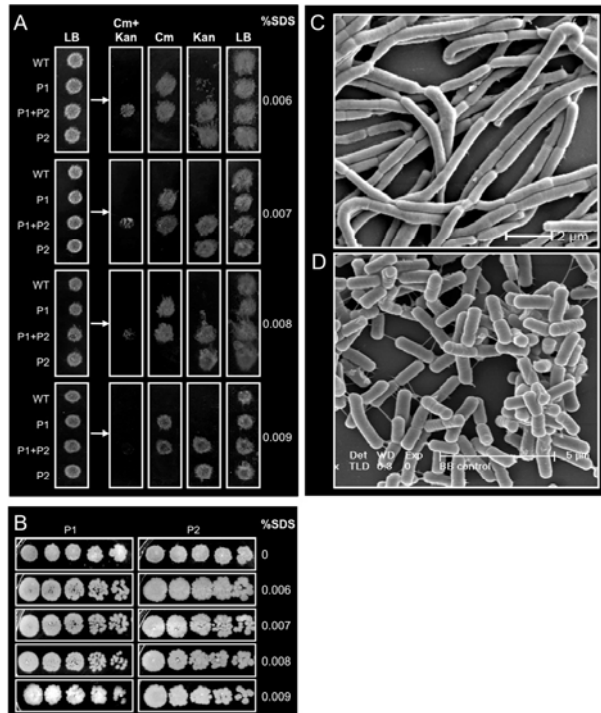 A
Cm+
Kan
%SDS
LB
Cm
Kan
LB
WT
P1
P1+P2
P2
0.006
WT
P1
P1+P2
P2
0.007
WT
P1
P1+P2
P2
0.008
WT
P1
P1+P2
P2
0.009
B
%SDS
P1
P2
0
0.006
0.007
0.008
0.009
C
2 µm
D
Det WD Exp
x TLD 6.8 0 BB control 5 µm